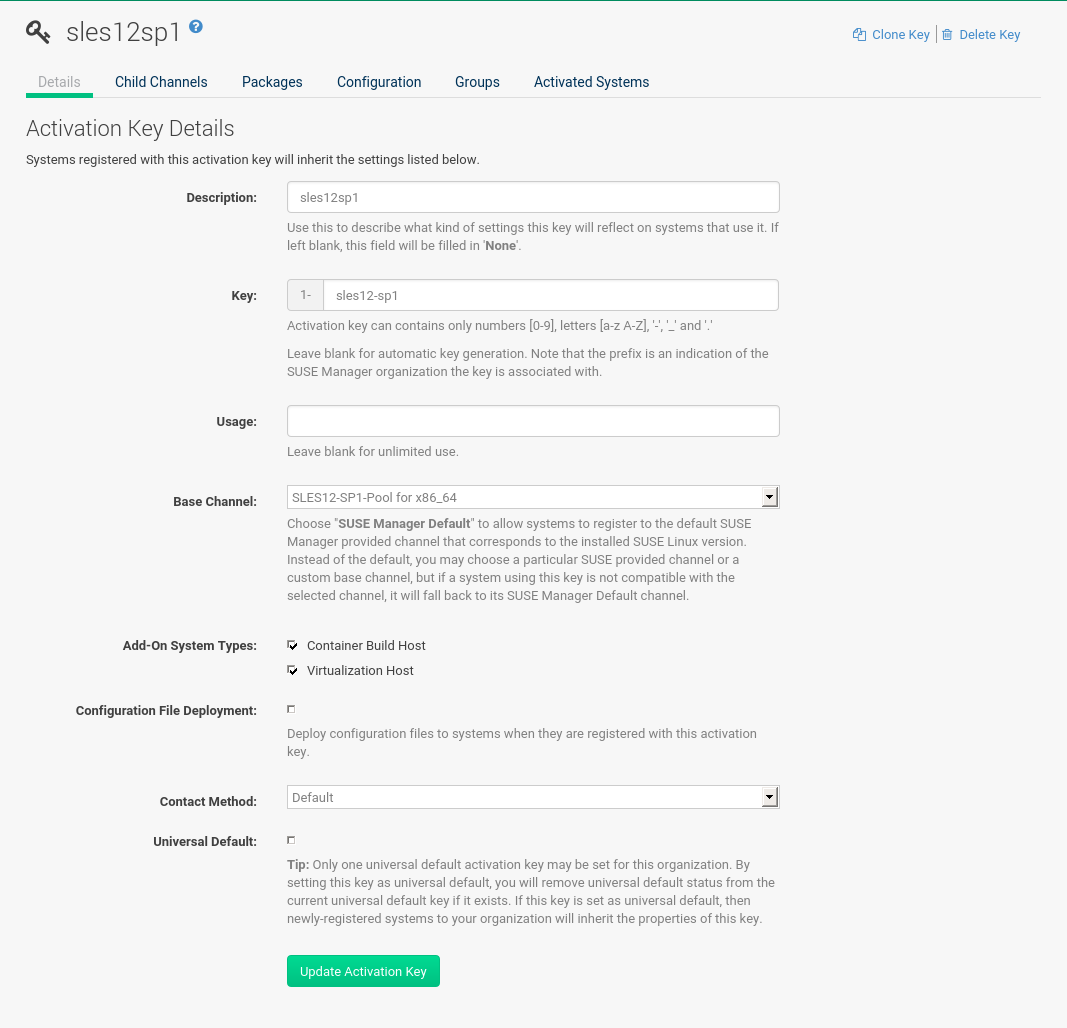 sles12sp1
Clone Key
Delete Key
Details
Child Channels
Packages
Configuration
Groups
Activated Systems
Activation Key Details
Systems registered with this activation key will inherit the settings listed below.
Description:
sles12sp1
Use this to describe what kind of settings this key will reflect on systems that use it. If
left blank, this field will be filled in 'None'.
Key:
1-
sles12-sp1
Activation key can contains only numbers [0-9], letters [a-z A-Z], '-', '_' and '.'
Leave blank for automatic key generation. Note that the prefix is an indication of the
SUSE Manager organization the key is associated with.
Usage:
Leave blank for unlimited use.
Base Channel:
SLES12-SP1-Pool for x86_64
Choose "SUSE Manager Default" to allow systems to register to the default SUSE
Manager provided channel that corresponds to the installed SUSE Linux version.
Instead of the default, you may choose a particular SUSE provided channel or a
custom base channel, but if a system using this key is not compatible with the
selected channel, it will fall back to its SUSE Manager Default channel.
Add-On System Types:
Container Build Host
Virtualization Host
Configuration File Deployment:
Deploy configuration files to systems when they are registered with this activation
key.
Contact Method:
Default
Universal Default:
Tip: Only one universal default activation key may be set for this organization. By
setting this key as universal default, you will remove universal default status from the
current universal default key if it exists. If this key is set as universal default, then
newly-registered systems to your organization will inherit the properties of this key.
Update Activation Key